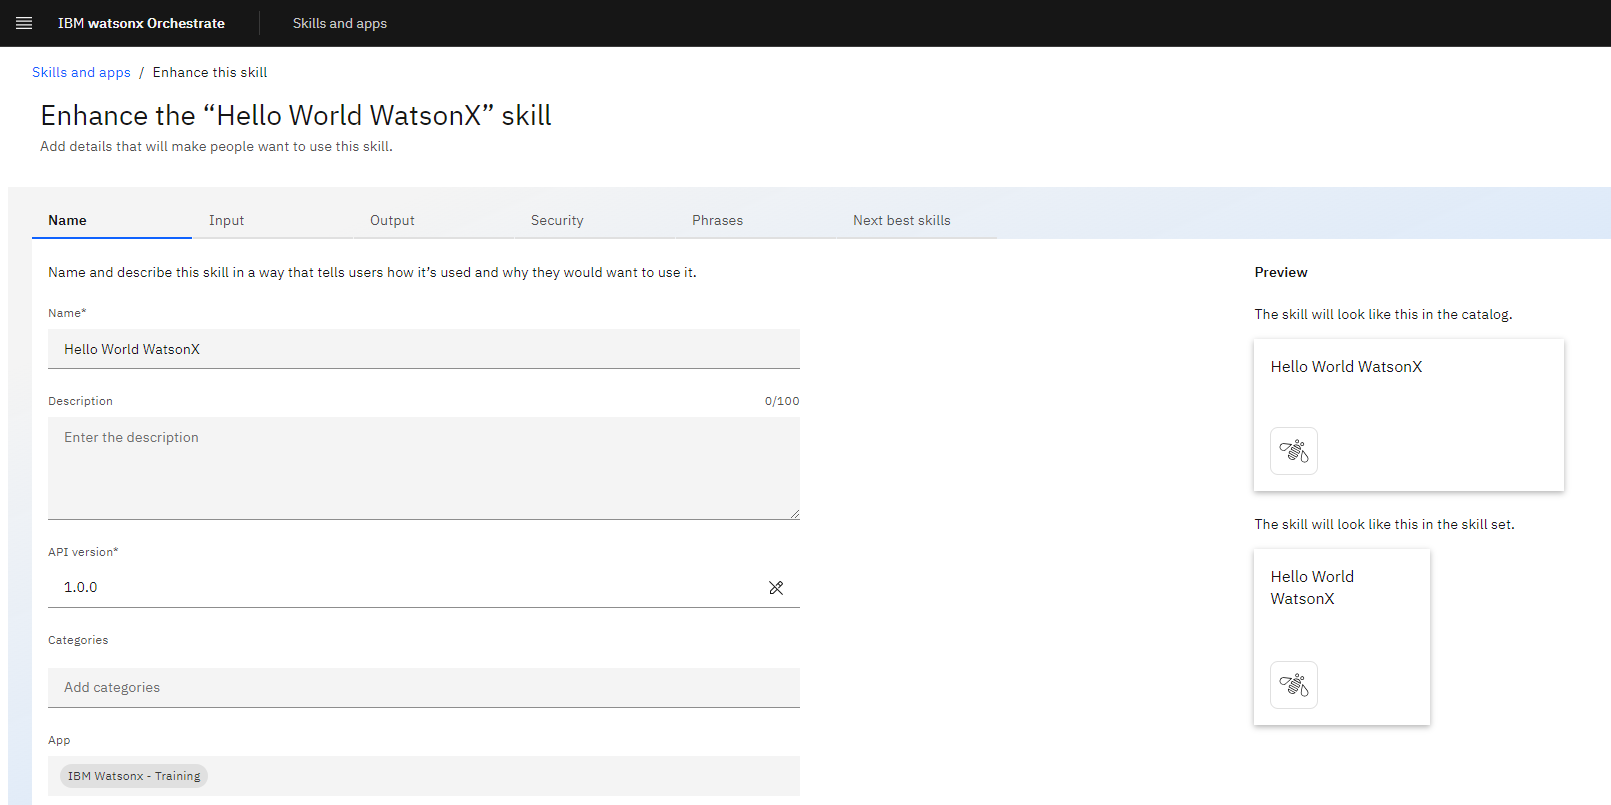 IBM watsonx Orchestrate
Skills and apps
Skills and apps / Enhance this skill
Enhance the “Hello World WatsonX” skill
Add details that will make people want to use this skill.
Name
Input
Output
Security
Phrases
Next best skills
Name and describe this skill in a way that tells users how it’s used and why they would want to use it.
Name*
Hello World WatsonX
Description
0/100
Enter the description
API version*
1.0.0
Categories
Add categories
App
IBM Watsonx - Training
Preview
The skill will look like this in the catalog.
Hello World WatsonX
The skill will look like this in the skill set.
Hello World
WatsonX